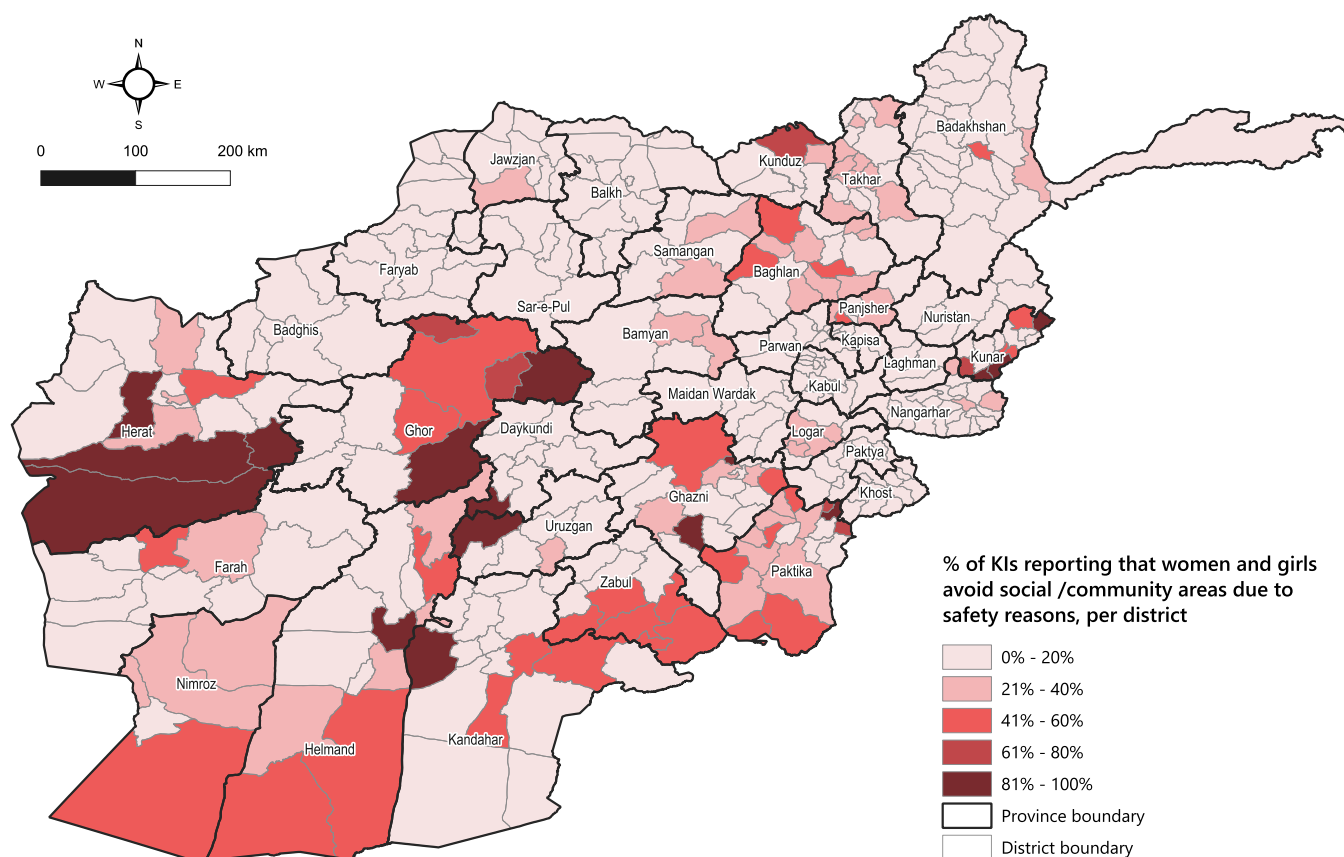 N
W E
S
0 100 200 km
Badakhshan
Jawzjan
Kunduz
Takhar
Balkh
Samangan
Faryab
Baghlan
Sar-e-Pul
Panjsher
Nuristan
Badghis
Bamyan
Parwan
Kapisa
Laghman
Kunar
Kabul
Maidan Wardak
Nangarhar
Herat
Ghor
Daykundi
Logar
Paktya
Ghazni
Khost
Uruzgan
Farah
Zabul
Paktika
Nimroz
Helmand
Kandahar
% of KIs reporting that women and girls
avoid social /community areas due to
safety reasons, per district
0% - 20%
21% - 40%
41% - 60%
61% - 80%
81% - 100%
Province boundary
District boundary